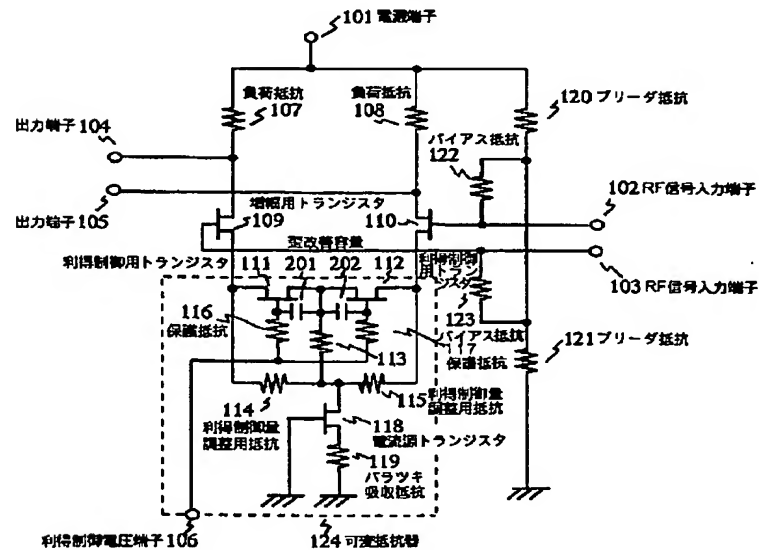 101 電源端子
負荷抵抗
107
負荷抵抗
108
120 ブリーダ抵抗
出力端子 104
バイアス抵抗
122
102 RF信号入力端子
出力端子 105
増幅用トランジスタ
109
110
歪改善容量
103 RF信号入力端子
利得制御用トランジスタ
111
201
202
112
利得制御
用トラン
ジスタ
123
116
保護抵抗
113
バイアス抵抗
117
保護抵抗
121 ブリーダ抵抗
114
利得制御量
調整用抵抗
115
利得制御量
調整用抵抗
118
電流源トランジスタ
119
バラツキ
吸収抵抗
利得制御電圧端子 106
124 可変抵抗器